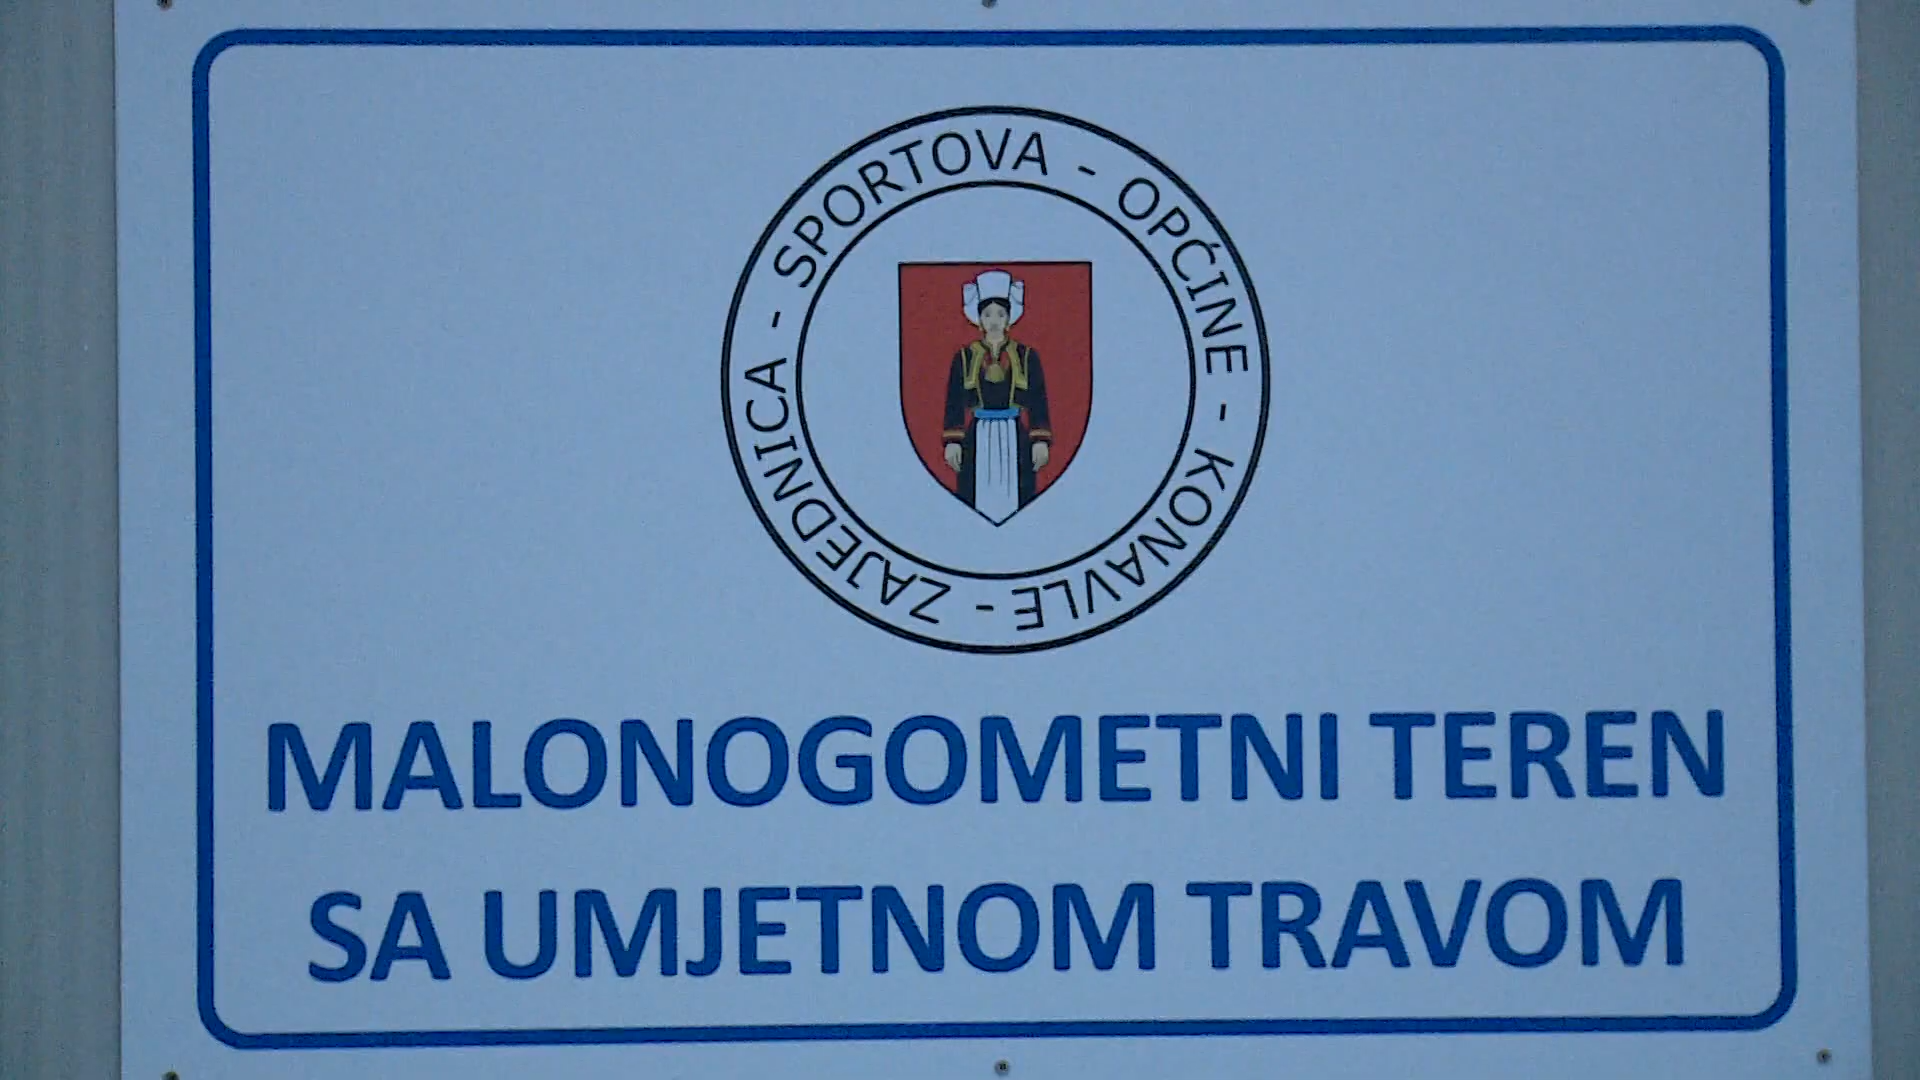 ZAJEDNICA - SPORTOVA - OPĆINE - KONAVLE -
MALONOGOMETNI TEREN
SA UMJETNOM TRAVOM